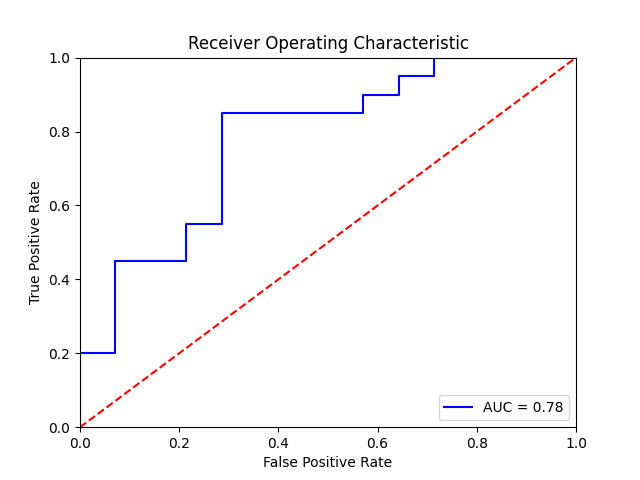 Receiver Operating Characteristic
1.0
0.8
0.6
0.4
0.2
0.0
True Positive Rate
AUC = 0.78
0.0 0.2 0.4 0.6 0.8 1.0
False Positive Rate